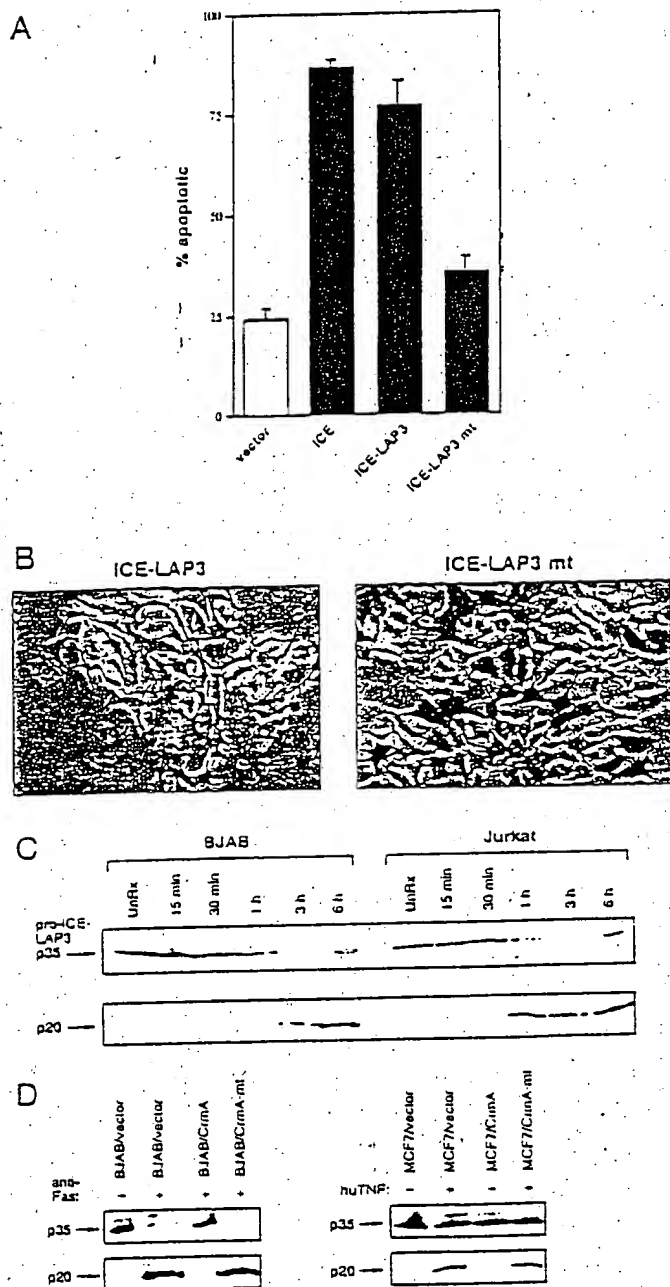 A
100
75
50
25
0
% apoptotic
vector
ICE
ICE-LAP3
ICE-LAP3 mt
B
ICE-LAP3
ICE-LAP3 mt
C
BJAB
Jurkat
UnRx
15 min
30 min
1 h
3 h
6 h
UnRx
15 min
30 min
1 h
3 h
6 h
pro-ICE-
LAP3
p35
p20
D
BJAB/vector
BJAB/vector
BJAB/CrmA
BJAB/CrmA-mt
MCF7/vector
MCF7/vector
MCF7/CrmA
MCF7/CrmA-mt
anti-
Fas: - + + +
huTNF: - + + +
p35
p35
p20
p20